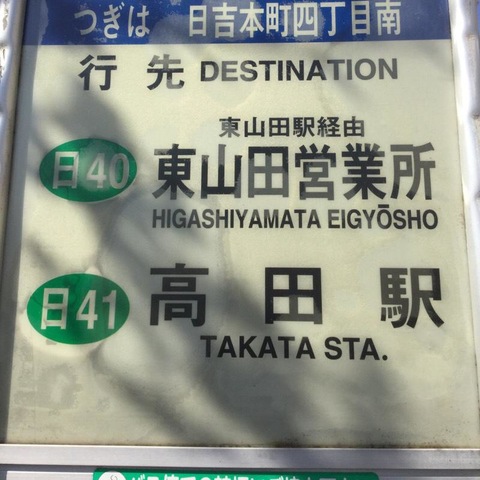 つぎは 日吉本町四丁目南
行先 DESTINATION
東山田駅経由
日40 東山田営業所
HIGASHIYAMATA EIGYŌSHO
日41 高田駅
TAKATA STA.